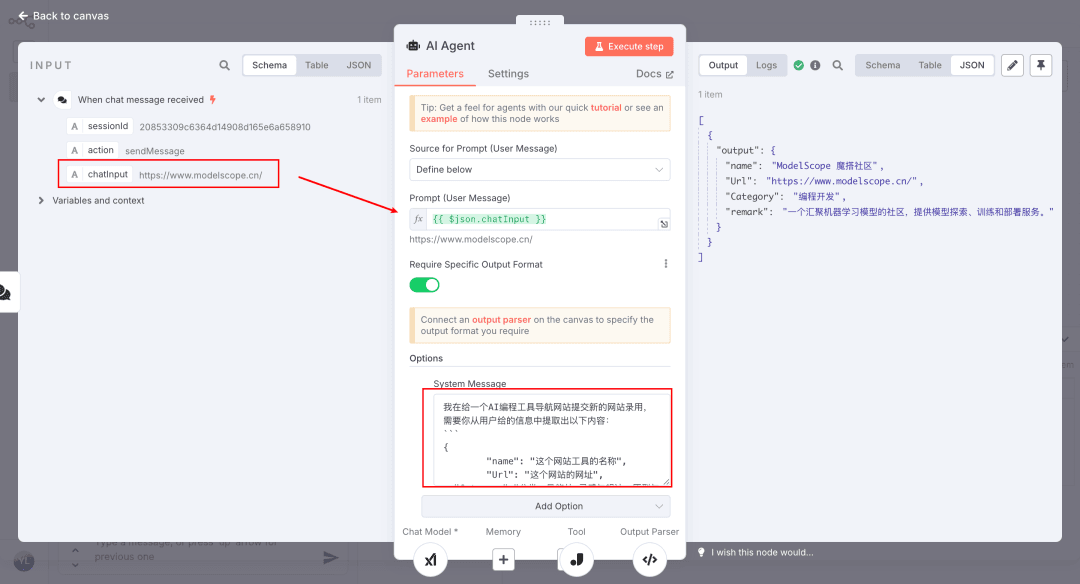 Back to canvas
INPUT
Schema
Table
JSON
When chat message received
1 item
A sessionId 20853309c6364d14908d165e6a658910
A action sendMessage
A chatInput https://www.modelscope.cn/
Variables and context
AI Agent
Execute step
Parameters
Settings
Docs
Tip: Get a feel for agents with our quick tutorial or see an
example of how this node works
Source for Prompt (User Message)
Define below
Prompt (User Message)
fx {{ $json.chatInput }}
https://www.modelscope.cn/
Require Specific Output Format
Connect an output parser on the canvas to specify the
output format you require
Options
System Message
我在给一个AI编程工具导航网站提交新的网站录用，
需要你从用户给的信息中提取出以下内容：
```
{
"name": "这个网站工具的名称",
"Url": "这个网站的网址",
Add Option
Chat Model *
Memory
Tool
Output Parser
Output
Logs
Schema
Table
JSON
1 item
[
{
"output": {
"name": "ModelScope 魔搭社区",
"Url": "https://www.modelscope.cn/",
"Category": "编程开发",
"remark": "一个汇聚机器学习模型的社区，提供模型探索、训练和部署服务。"
}
}
]
I wish this node would...
Type a message, or press 'up' arrow for
previous one
YL